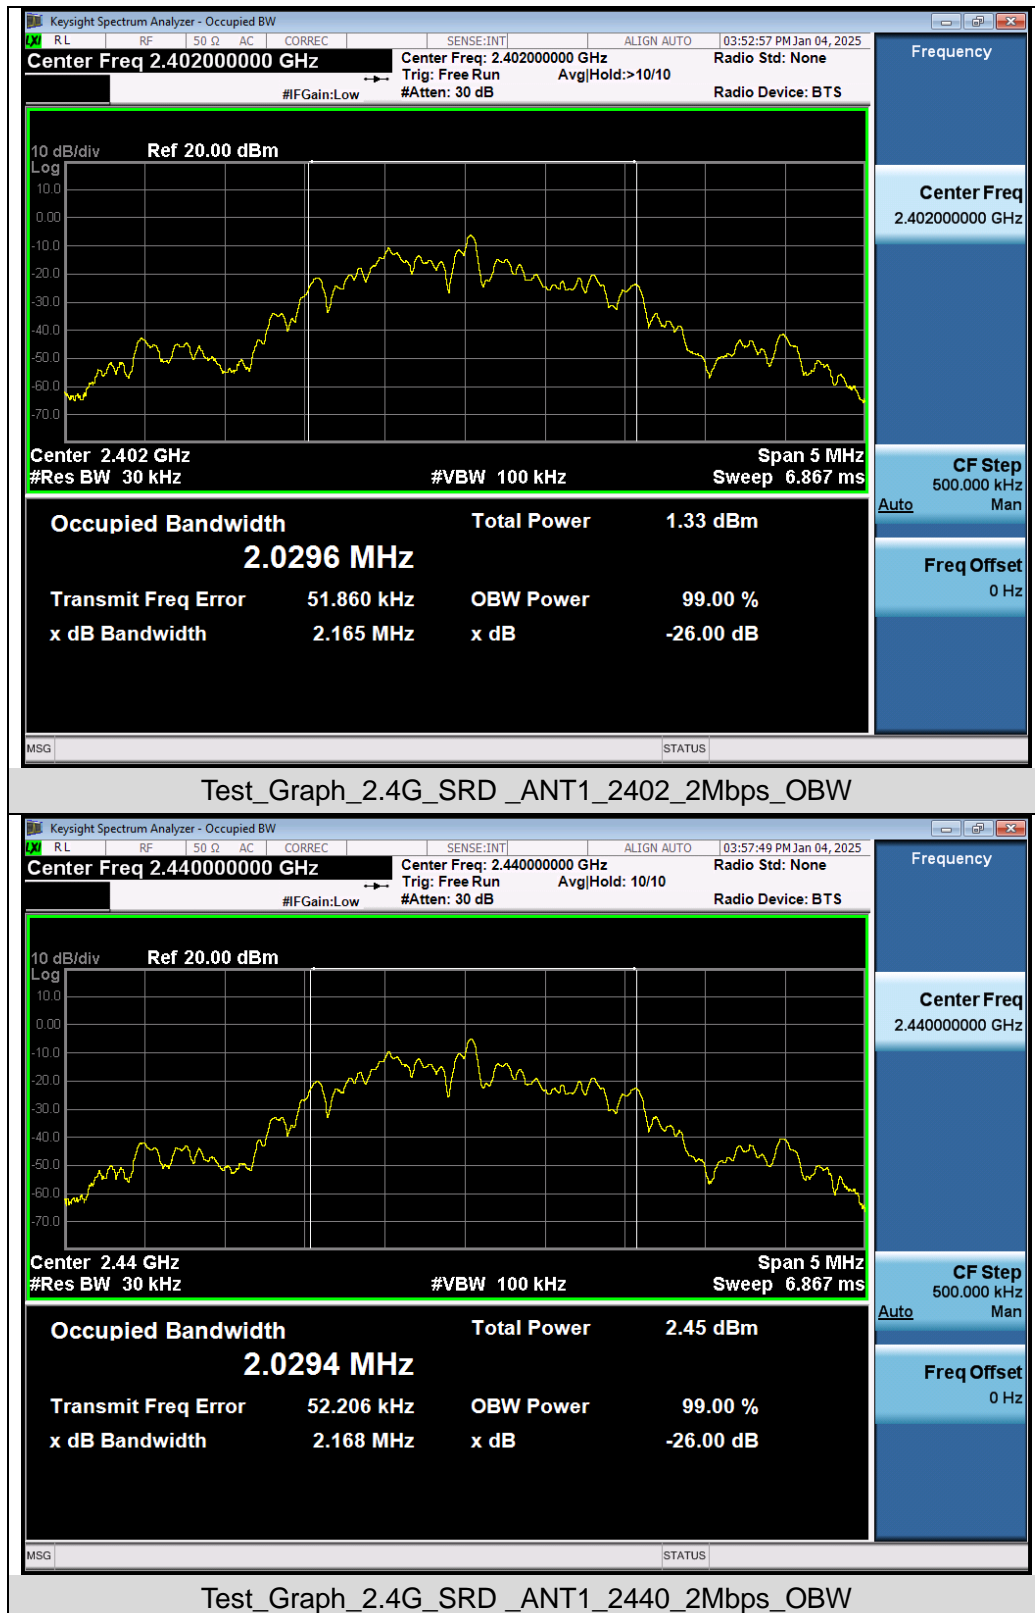 Keysight Spectrum Analyzer - Occupied BW
LXI RL RF 50 Ω AC CORREC SENSE:INT ALIGN AUTO 03:52:57 PM Jan 04, 2025
Center Freq 2.402000000 GHz
Center Freq: 2.402000000 GHz
Radio Std: None
Trig: Free Run Avg|Hold:>10/10
#IFGain:Low
#Atten: 30 dB
Radio Device: BTS
Frequency
10 dB/div Ref 20.00 dBm
Log
10.0
0.00
-10.0
-20.0
-30.0
-40.0
-50.0
-60.0
-70.0
Center Freq
2.402000000 GHz
Center 2.402 GHz
Span 5 MHz
#Res BW 30 kHz
#VBW 100 kHz
Sweep 6.867 ms
CF Step
500.000 kHz
Auto Man
Occupied Bandwidth
Total Power 1.33 dBm
2.0296 MHz
Freq Offset
0 Hz
Transmit Freq Error 51.860 kHz
OBW Power 99.00 %
x dB Bandwidth 2.165 MHz
x dB -26.00 dB
MSG
STATUS
Test_Graph_2.4G_SRD _ANT1_2402_2Mbps_OBW
Keysight Spectrum Analyzer - Occupied BW
LXI RL RF 50 Ω AC CORREC SENSE:INT ALIGN AUTO 03:57:49 PM Jan 04, 2025
Center Freq 2.440000000 GHz
Center Freq: 2.440000000 GHz
Radio Std: None
Trig: Free Run Avg|Hold: 10/10
#IFGain:Low
#Atten: 30 dB
Radio Device: BTS
Frequency
10 dB/div Ref 20.00 dBm
Log
10.0
0.00
-10.0
-20.0
-30.0
-40.0
-50.0
-60.0
-70.0
Center Freq
2.440000000 GHz
Center 2.44 GHz
Span 5 MHz
#Res BW 30 kHz
#VBW 100 kHz
Sweep 6.867 ms
CF Step
500.000 kHz
Auto Man
Occupied Bandwidth
Total Power 2.45 dBm
2.0294 MHz
Freq Offset
0 Hz
Transmit Freq Error 52.206 kHz
OBW Power 99.00 %
x dB Bandwidth 2.168 MHz
x dB -26.00 dB
MSG
STATUS
Test_Graph_2.4G_SRD _ANT1_2440_2Mbps_OBW